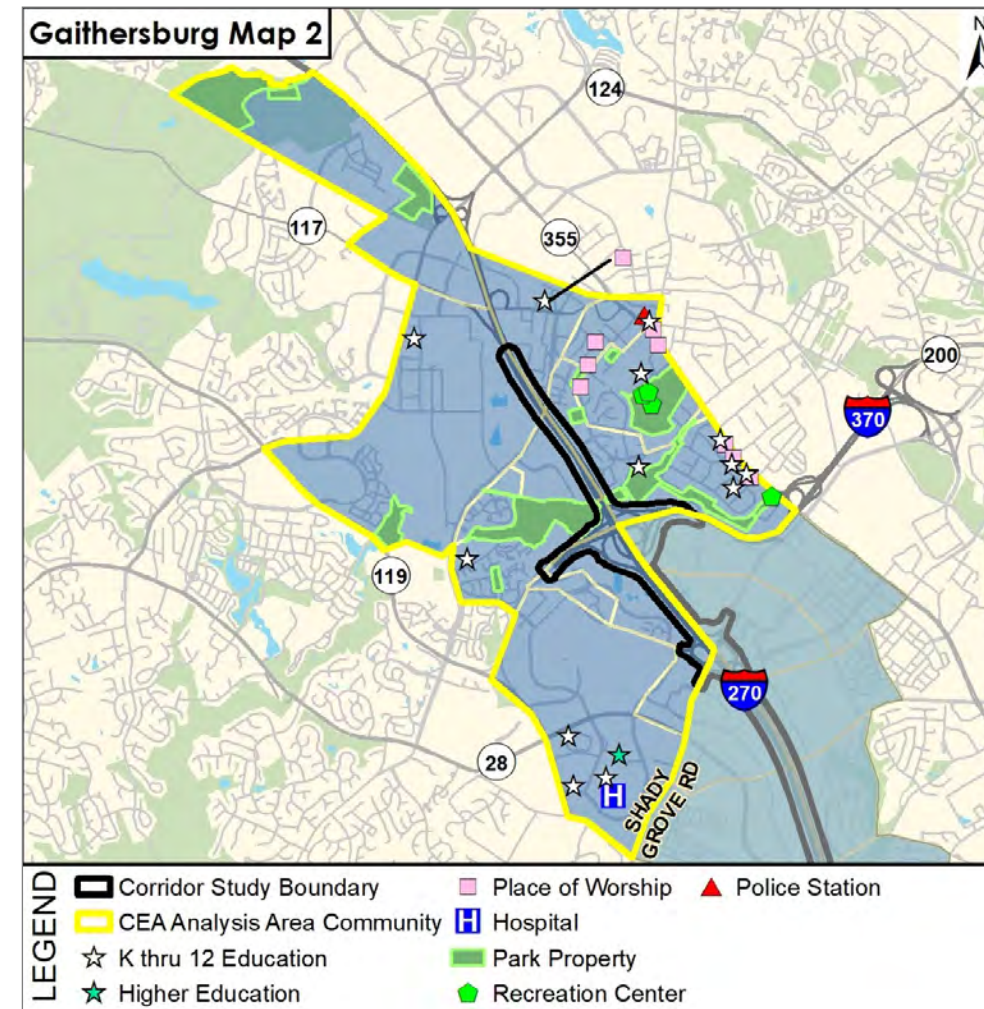 Gaithersburg Map 2
N
124
117
355
200
370
119
270
28
SHADY
GROVE RD
H
LEGEND
Corridor Study Boundary
CEA Analysis Area Community
K thru 12 Education
Higher Education
Place of Worship
H Hospital
Park Property
Recreation Center
Police Station